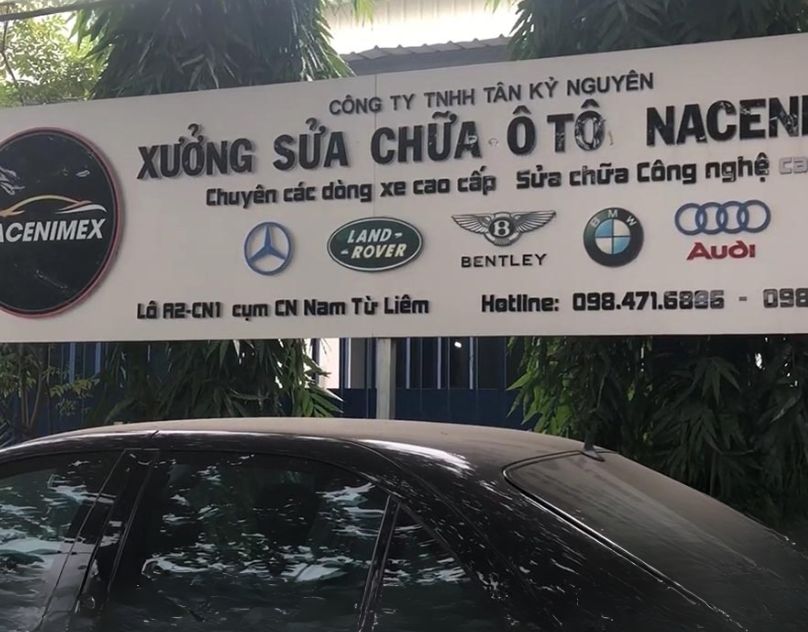 CÔNG TY TNHH TÂN KỶ NGUYÊN
XƯỞNG SỬA CHỮA Ô TÔ NACENI
Chuyên các dòng xe cao cấp Sửa chữa Công nghệ ca
ACENIMEX
LAND-
ROVER
B
BENTLEY
BMW
Audi
Lô A2-CN1 cụm CN Nam Từ Liêm Hotline: 098.471.6886 - 098